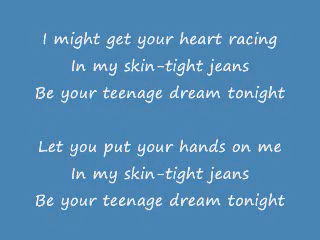 I might get your heart racing
In my skin-tight jeans
Be your teenage dream tonight
Let you put your hands on me
In my skin-tight jeans
Be your teenage dream tonight